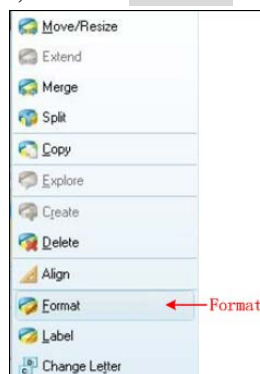 Move/Resize
Extend
Merge
Split
Copy
Explore
Create
Delete
Align
Format Format
Label
Change Letter